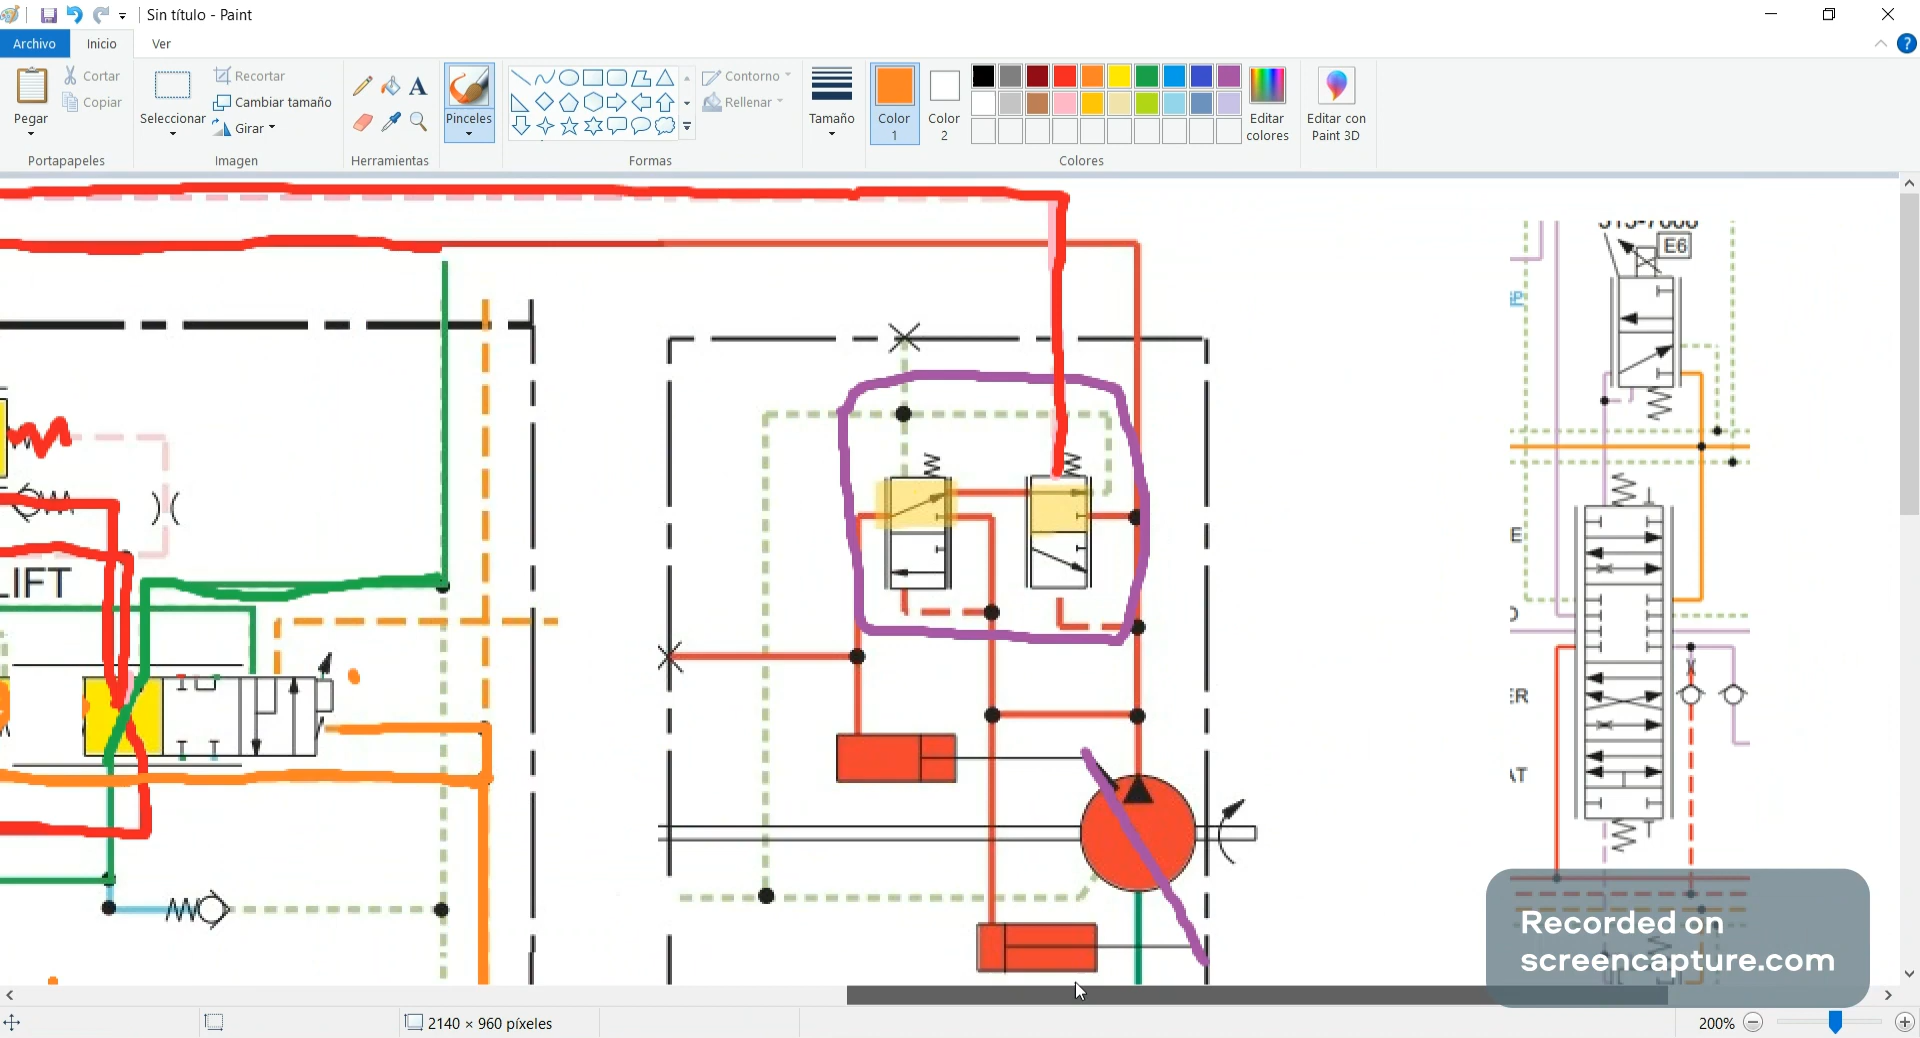 Sin título - Paint
Archivo
Inicio
Ver
Pegar
Cortar
Copiar
Portapapeles
Seleccionar
Recortar
Cambiar tamaño
Girar
Imagen
A
Herramientas
Pinceles
Contorno
Rellenar
Formas
Tamaño
Color
1
Color
2
Editar
colores
Editar con
Paint 3D
Colores
E6
LIFT
E
D
ER
AT
Recorded on
screencapture.com
2140 × 960 píxeles
200%